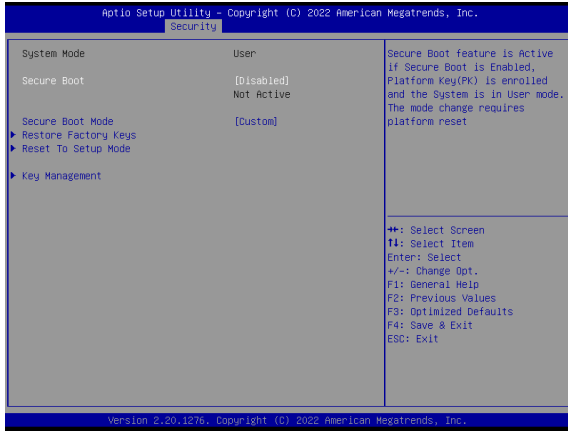 Aptio Setup Utility – Copyright (C) 2022 American Megatrends, Inc.
Security
System Mode User
Secure Boot [Disabled]
Not Active
Secure Boot Mode [Custom]
Restore Factory Keys
Reset To Setup Mode
Key Management
Secure Boot feature is Active
if Secure Boot is Enabled,
Platform Key(PK) is enrolled
and the System is in User mode.
The mode change requires
platform reset
→←: Select Screen
↑↓: Select Item
Enter: Select
+/-: Change Opt.
F1: General Help
F2: Previous Values
F3: Optimized Defaults
F4: Save & Exit
ESC: Exit
Version 2.20.1276. Copyright (C) 2022 American Megatrends, Inc.